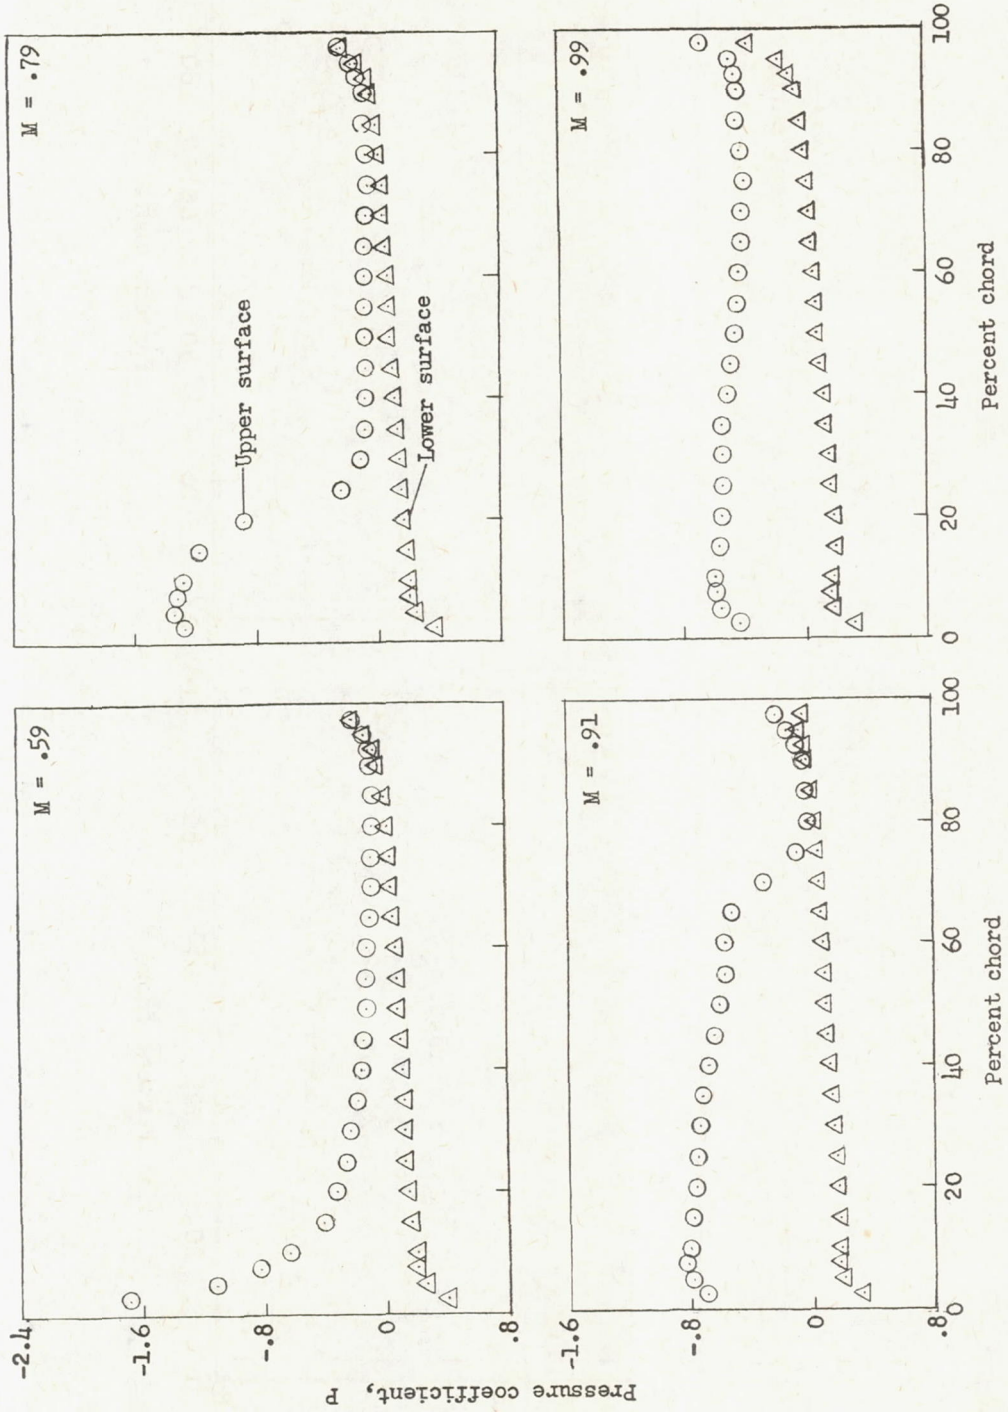 M = .59
M = .79
Upper surface
Lower surface
-2.4
-1.6
-.8
0
.8
M = .91
M = .99
-1.6
-.8
0
.8
0 20 40 60 80 100
0 20 40 60 80 100
Percent chord
Percent chord
Pressure coefficient, P